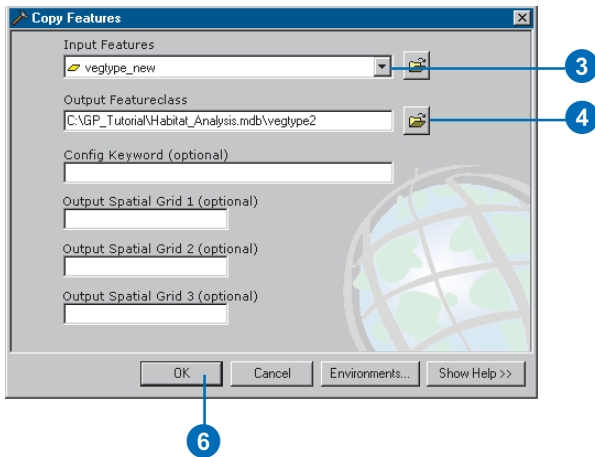 Copy Features
Input Features
vegtype_new
3
Output Featureclass
C:\GP_Tutorial\Habitat_Analysis.mdb\vegtype2
4
Config Keyword (optional)
Output Spatial Grid 1 (optional)
Output Spatial Grid 2 (optional)
Output Spatial Grid 3 (optional)
OK Cancel Environments... Show Help >>
6